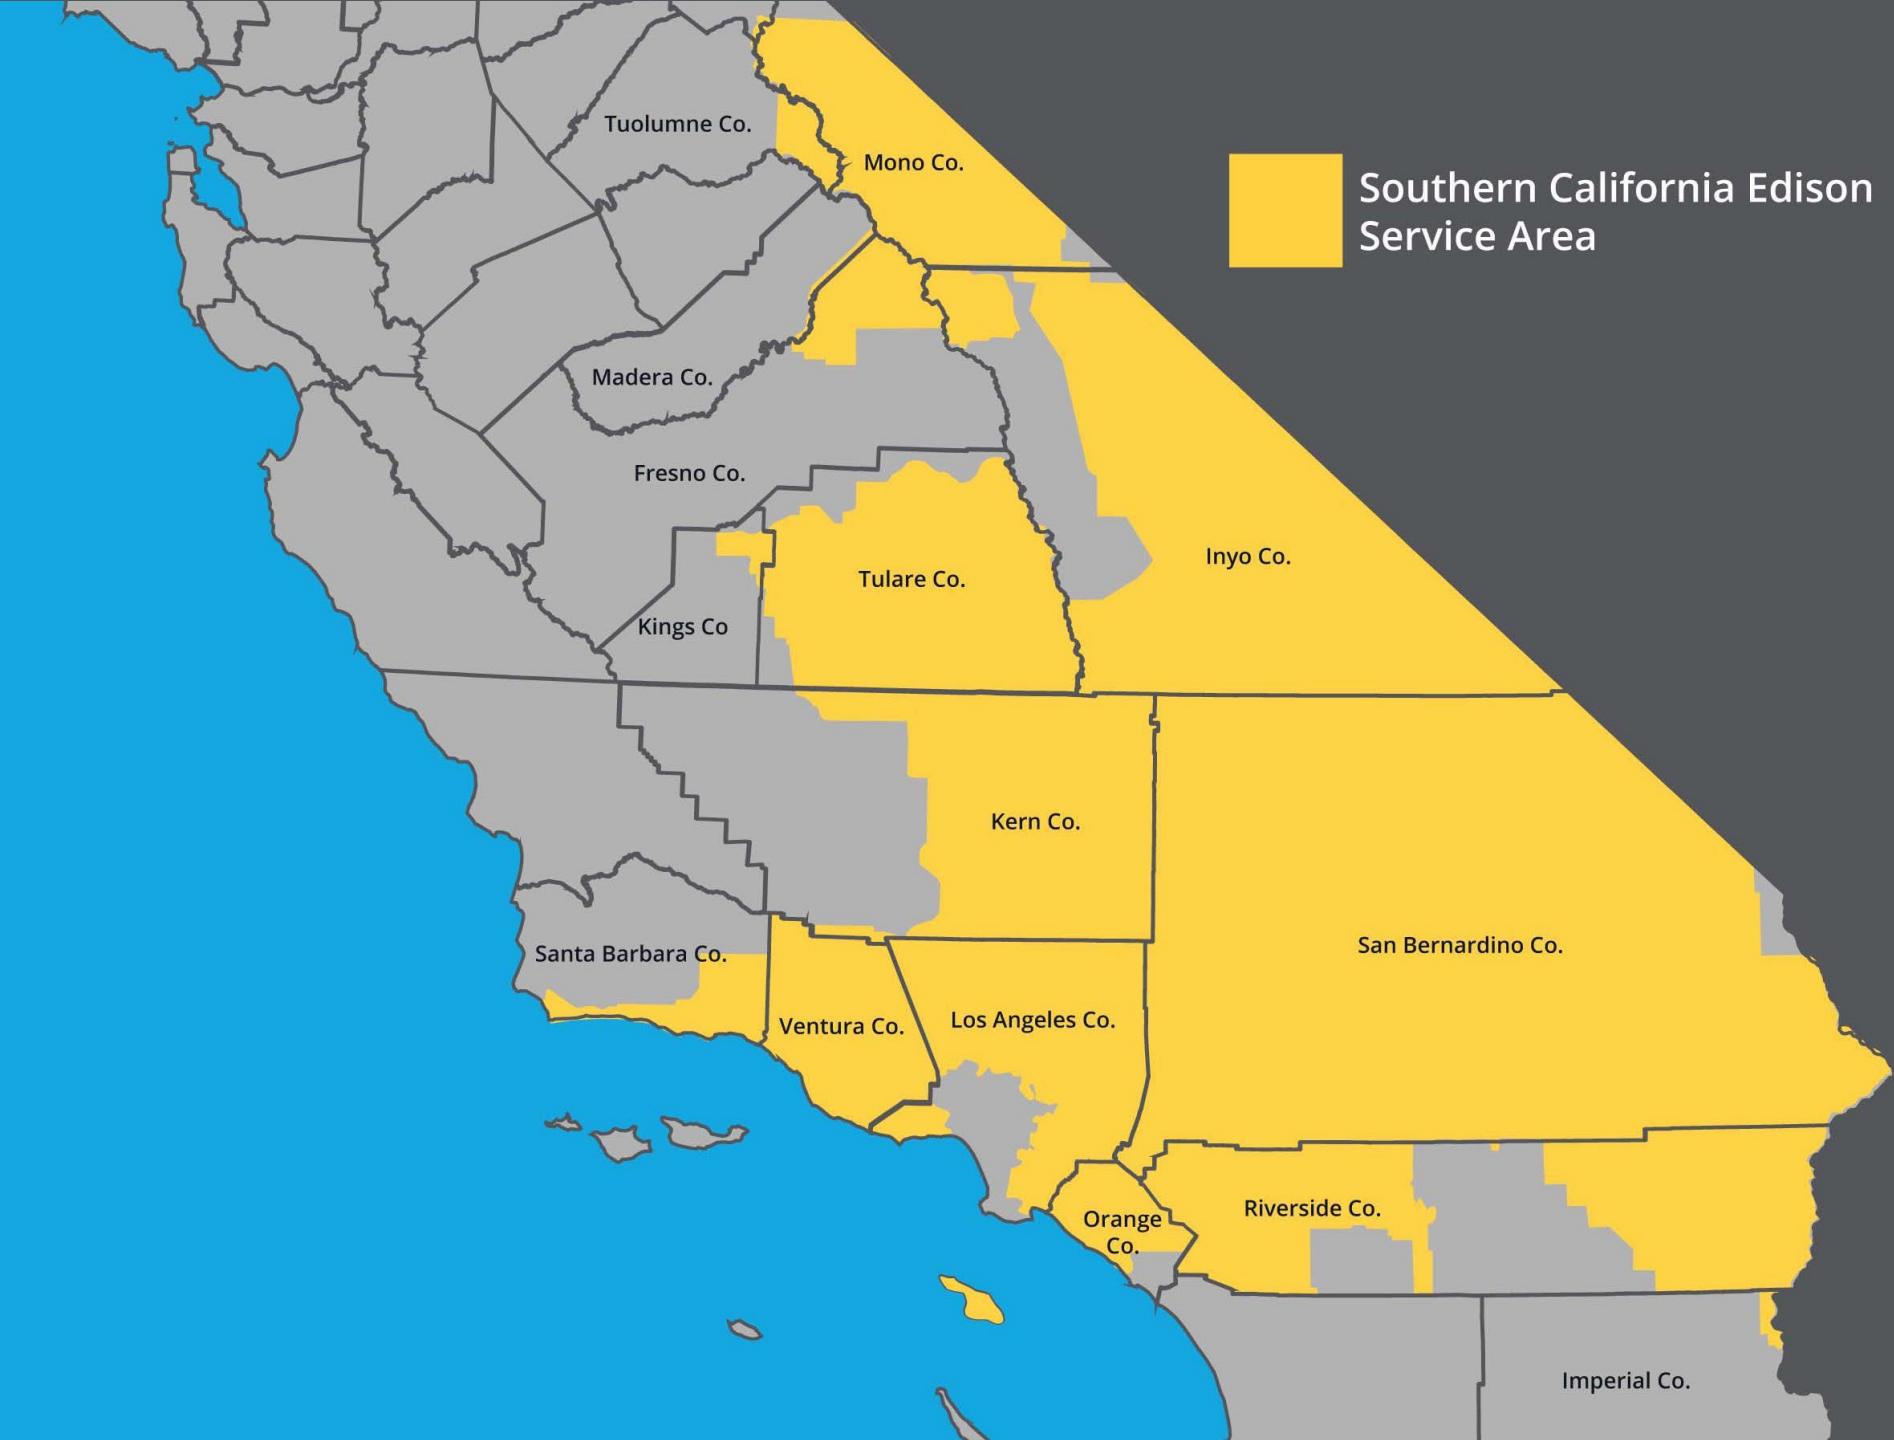 Tuolumne Co.
Mono Co.
Southern California Edison
Service Area
Madera Co.
Fresno Co.
Inyo Co.
Tulare Co.
Kings Co
Kern Co.
San Bernardino Co.
Santa Barbara Co.
Ventura Co.
Los Angeles Co.
Riverside Co.
Orange
Co.
Imperial Co.